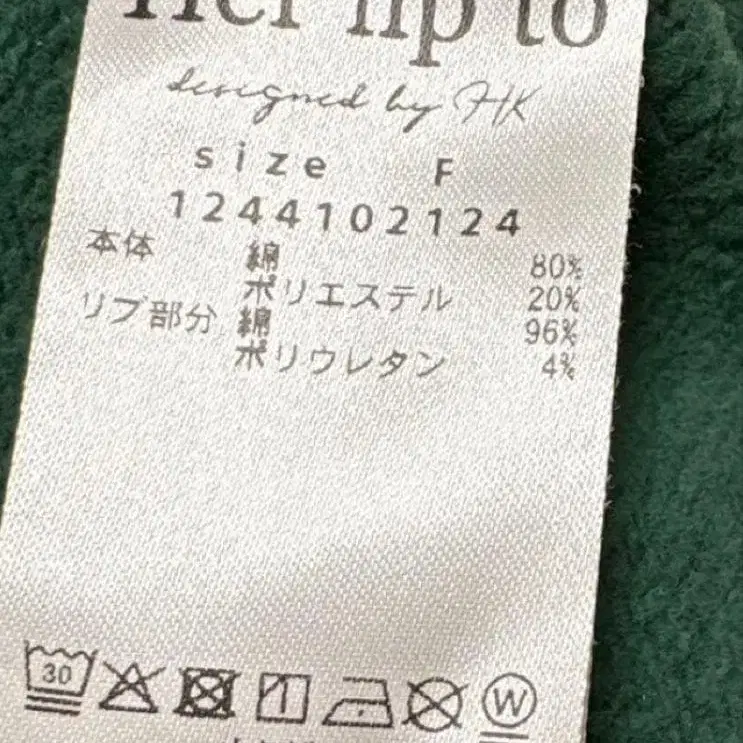 Her lip to
designed by HK
size F
1244102124
本体 綿 80%
ポリエステル 20%
リブ部分 綿 96%
ポリウレタン 4%
30
W